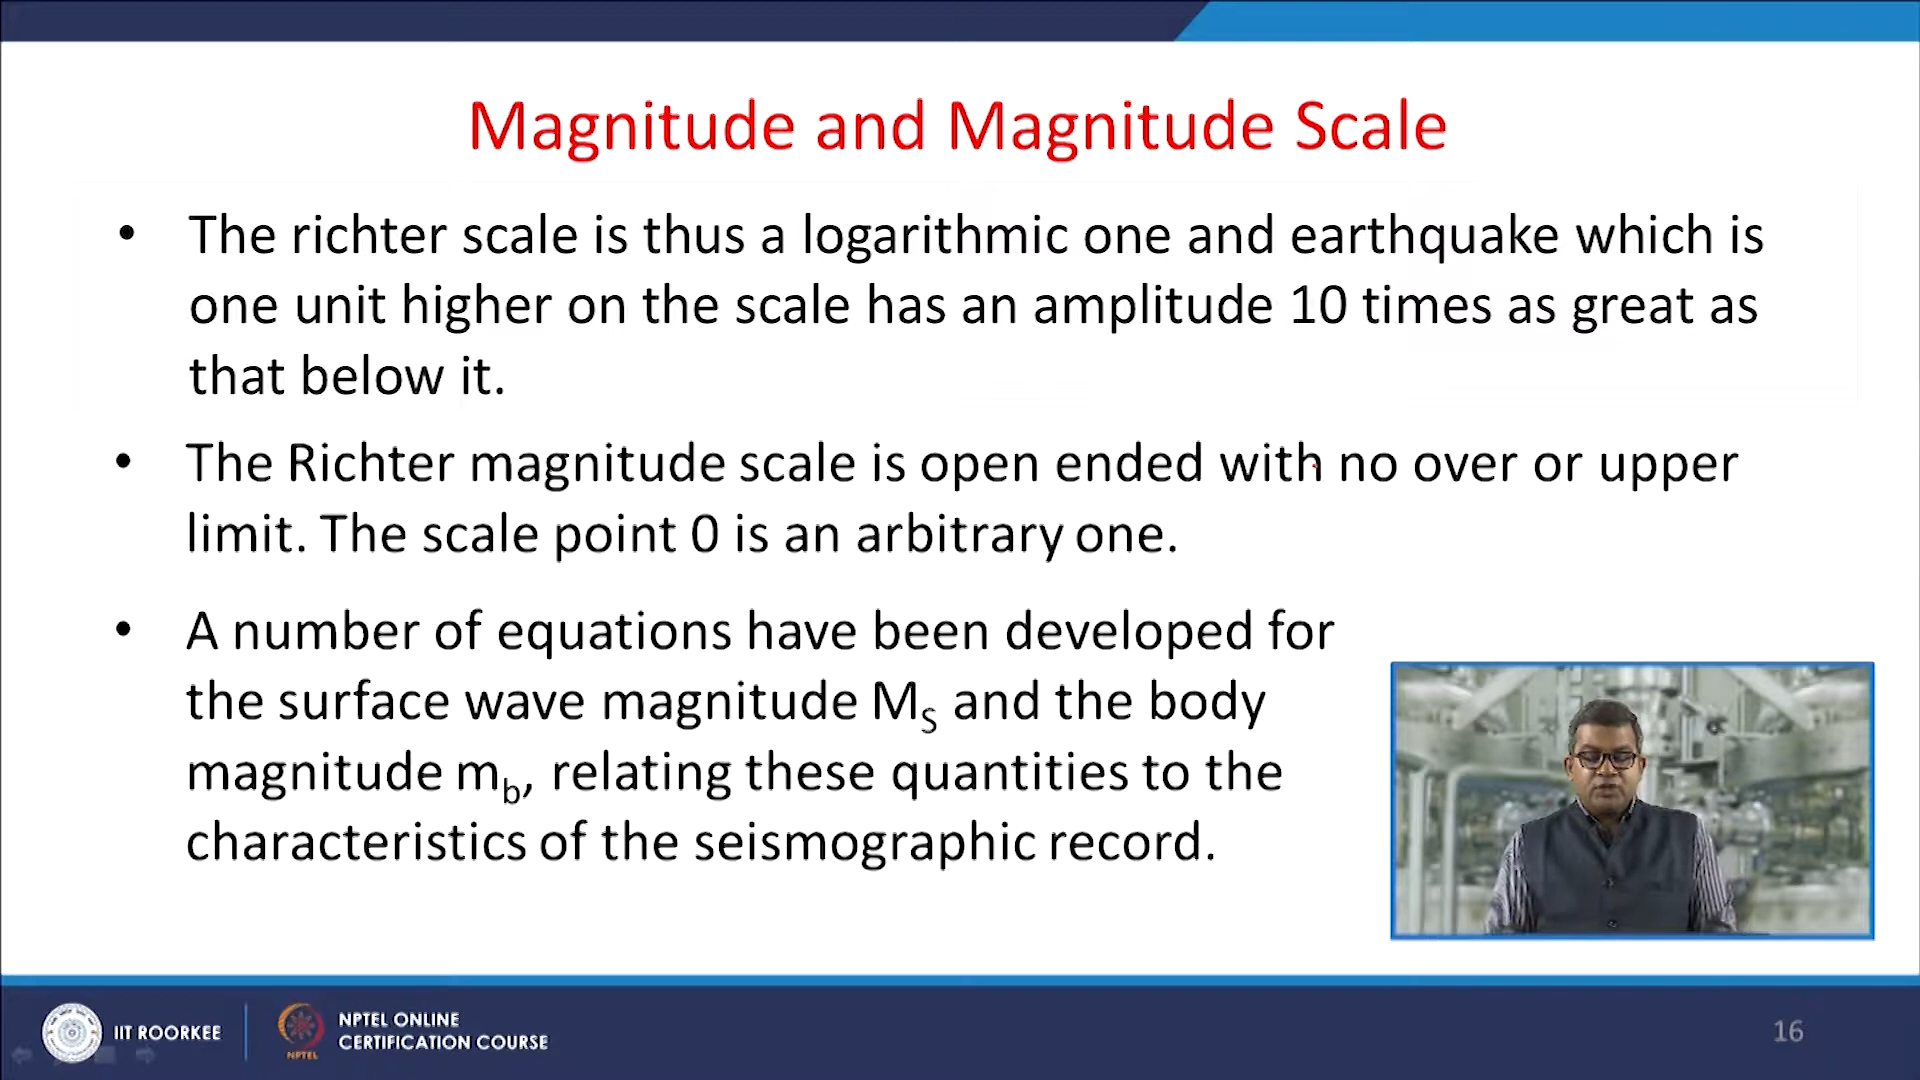 Magnitude and Magnitude Scale
• The richter scale is thus a logarithmic one and earthquake which is
one unit higher on the scale has an amplitude 10 times as great as
that below it.
• The Richter magnitude scale is open ended with no over or upper
limit. The scale point 0 is an arbitrary one.
• A number of equations have been developed for
the surface wave magnitude M_S and the body
magnitude m_b, relating these quantities to the
characteristics of the seismographic record.
IIT ROORKEE
NPTEL
NPTEL ONLINE
CERTIFICATION COURSE
16